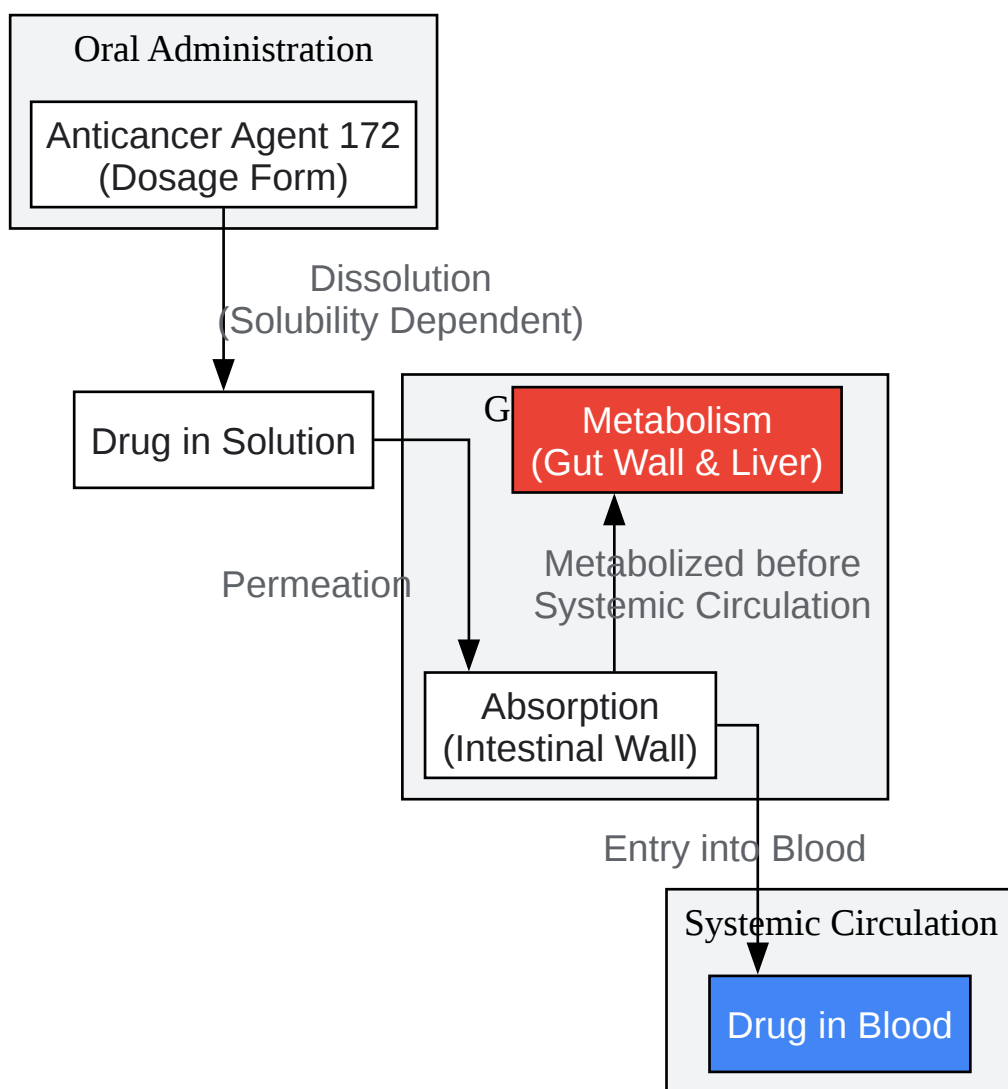 Oral Administration
Anticancer Agent 172
(Dosage Form)
Dissolution
(Solubility Dependent)
Drug in Solution
G
Metabolism
(Gut Wall & Liver)
Permeation
Metabolized before
Systemic Circulation
Absorption
(Intestinal Wall)
Entry into Blood
Systemic Circulation
Drug in Blood